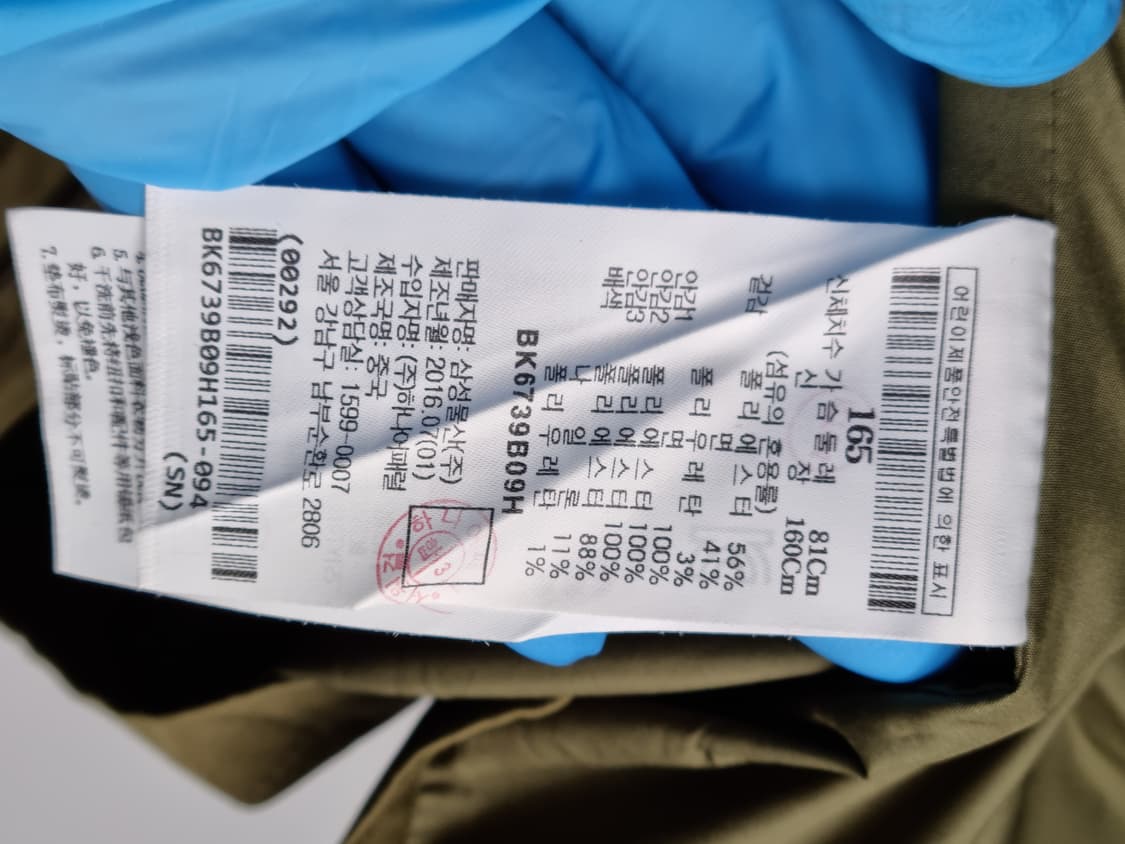 어린이제품안전특별법에 의한 표시
165
신체치수 가슴둘레 81Cm
신 장 160Cm
(섬유의 혼용률)
겉감 폴리에스터 56%
면 41%
폴리우레탄 3%
안감1 면 100%
안감2 폴리에스터 100%
안감3 폴리에스터 100%
배색 폴리에스터 88%
나일론 11%
폴리우레탄 1%
BK6739B09H
판매자명: 삼성물산(주)
제조년월: 2016.07(01)
수입자명: (주)하나어패럴
제조국명: 중국
고객상담실: 1599-0007
서울 강남구 남부순환로 2806
(00292)
BK6739B09H165-094
(SN)
好，以免褪色。